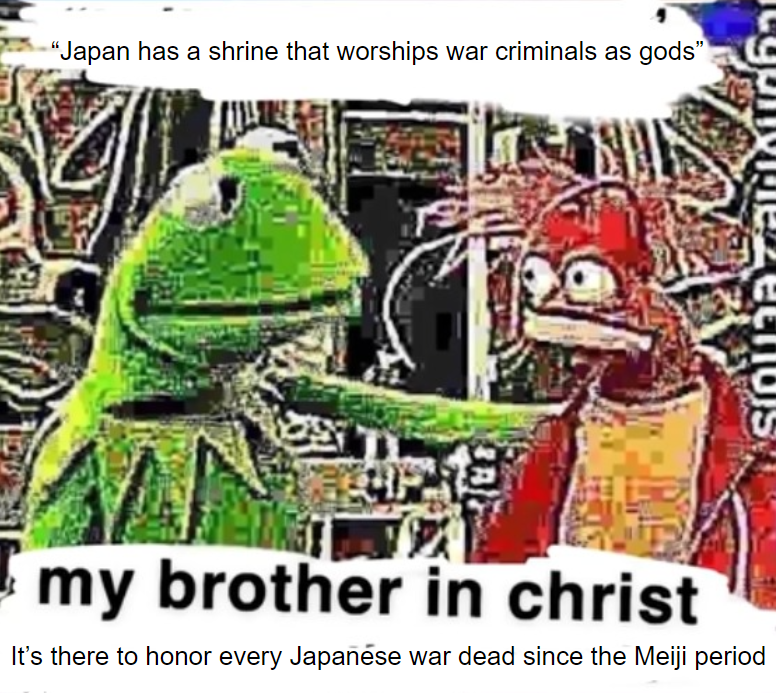 “Japan has a shrine that worships war criminals as gods”
my brother in christ
It’s there to honor every Japanese war dead since the Meiji period